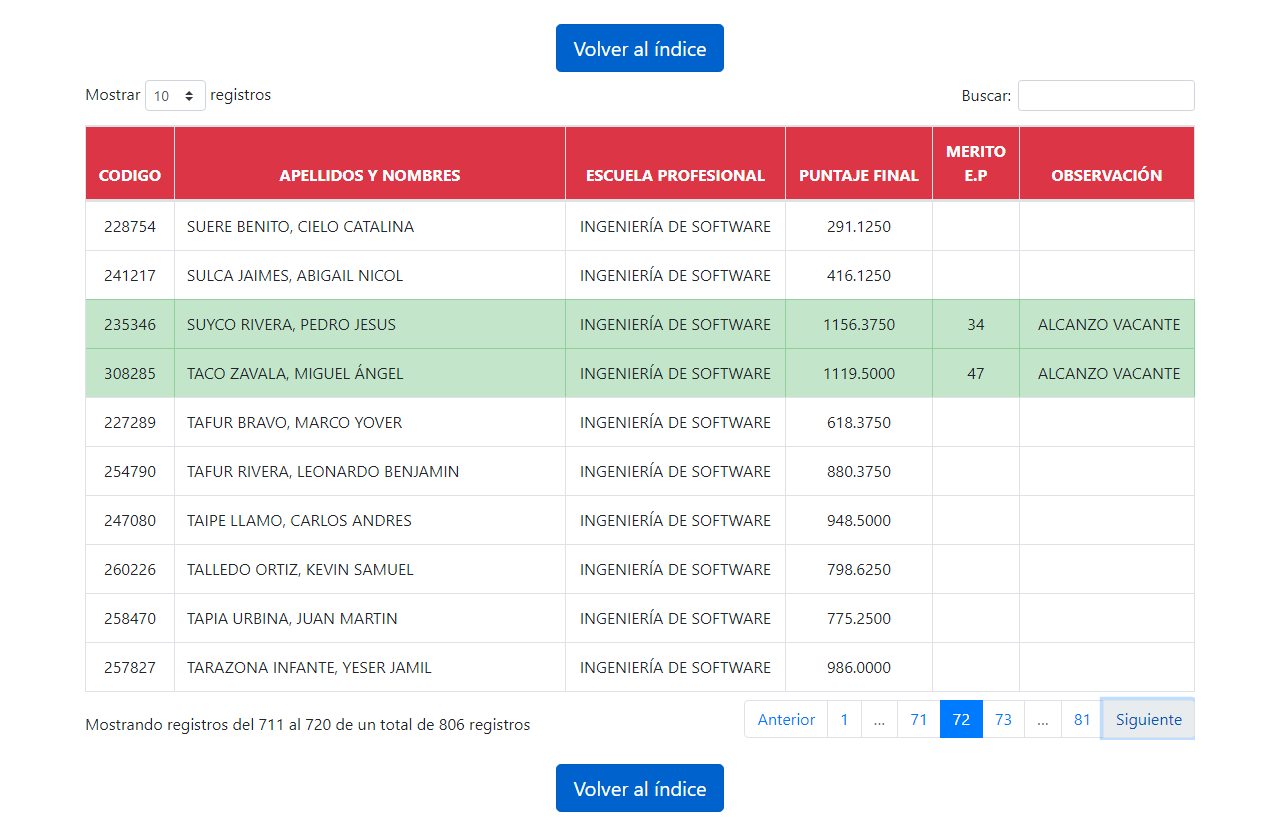 Volver al índice
Mostrar 10 registros Buscar:
CODIGO APELLIDOS Y NOMBRES ESCUELA PROFESIONAL PUNTAJE FINAL MERITO E.P OBSERVACIÓN
228754 SUERE BENITO, CIELO CATALINA INGENIERÍA DE SOFTWARE 291.1250
241217 SULCA JAIMES, ABIGAIL NICOL INGENIERÍA DE SOFTWARE 416.1250
235346 SUYCO RIVERA, PEDRO JESUS INGENIERÍA DE SOFTWARE 1156.3750 34 ALCANZO VACANTE
308285 TACO ZAVALA, MIGUEL ÁNGEL INGENIERÍA DE SOFTWARE 1119.5000 47 ALCANZO VACANTE
227289 TAFUR BRAVO, MARCO YOVER INGENIERÍA DE SOFTWARE 618.3750
254790 TAFUR RIVERA, LEONARDO BENJAMIN INGENIERÍA DE SOFTWARE 880.3750
247080 TAIPE LLAMO, CARLOS ANDRES INGENIERÍA DE SOFTWARE 948.5000
260226 TALLEDO ORTIZ, KEVIN SAMUEL INGENIERÍA DE SOFTWARE 798.6250
258470 TAPIA URBINA, JUAN MARTIN INGENIERÍA DE SOFTWARE 775.2500
257827 TARAZONA INFANTE, YESER JAMIL INGENIERÍA DE SOFTWARE 986.0000
Mostrando registros del 711 al 720 de un total de 806 registros Anterior 1 ... 71 72 73 ... 81 Siguiente
Volver al índice